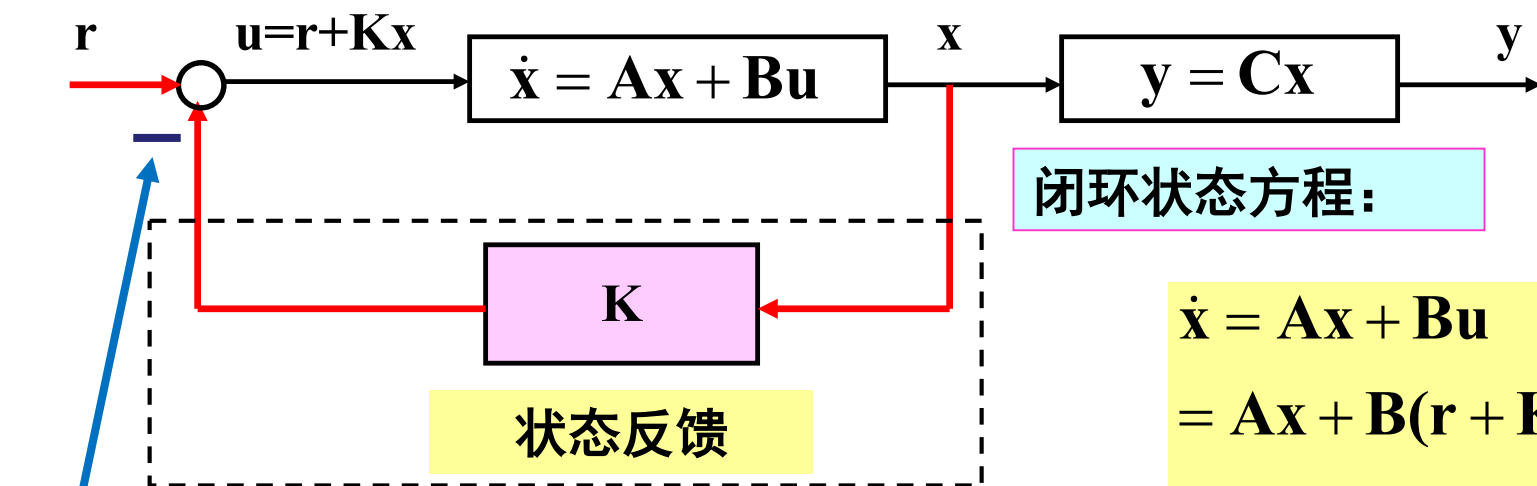 r
u=r+Kx
ẋ = Ax + Bu
x
y = Cx
y
闭环状态方程：
K
状态反馈
ẋ = Ax + Bu
= Ax + B(r +